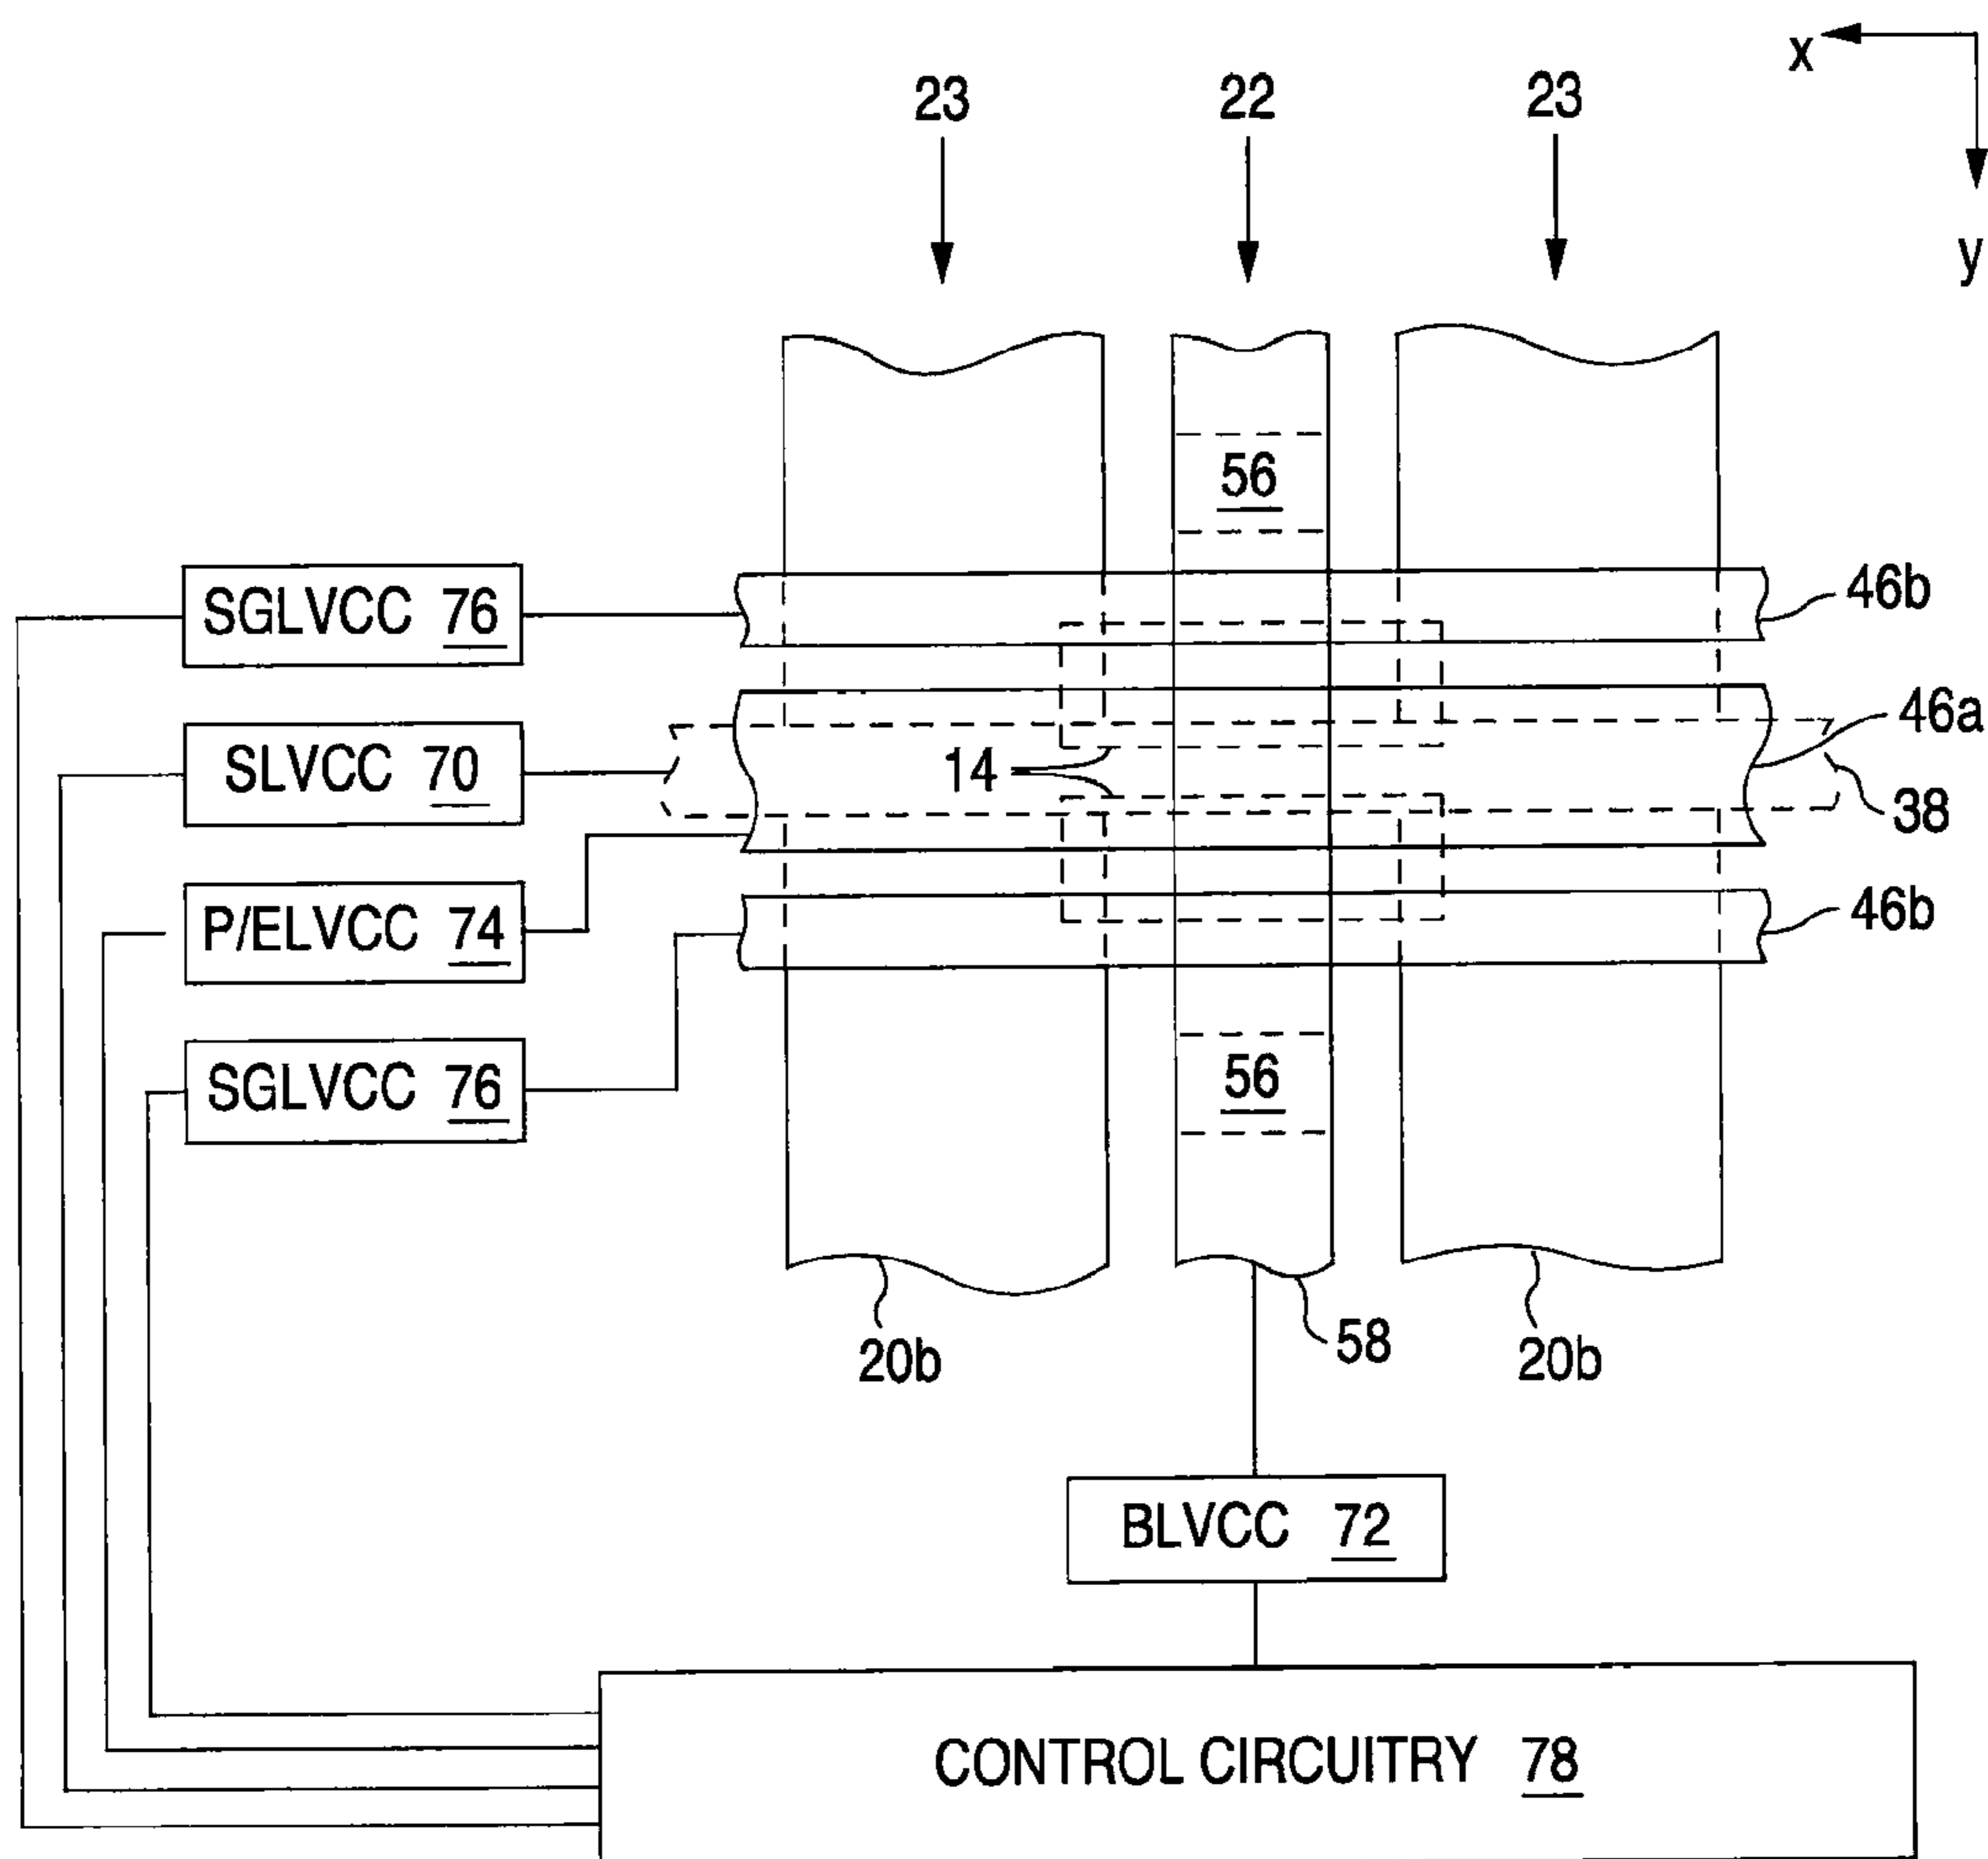 x
y
23
22
23
56
SGLVCC 76
46b
46a
SLVCC 70
14
38
P/ELVCC 74
46b
SGLVCC 76
56
20b
58
20b
BLVCC 72
CONTROL CIRCUITRY 78